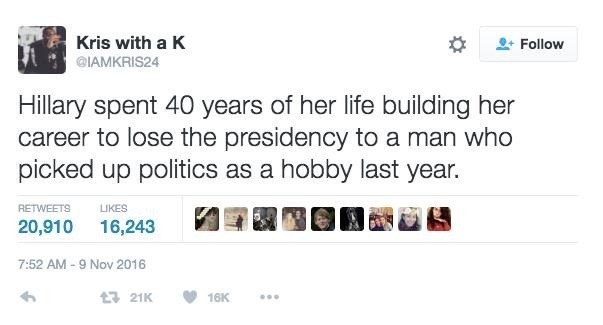 Kris with a K
@IAMKRIS24
Follow
Hillary spent 40 years of her life building her
career to lose the presidency to a man who
picked up politics as a hobby last year.
RETWEETS LIKES
20,910 16,243
7:52 AM - 9 Nov 2016
21K 16K